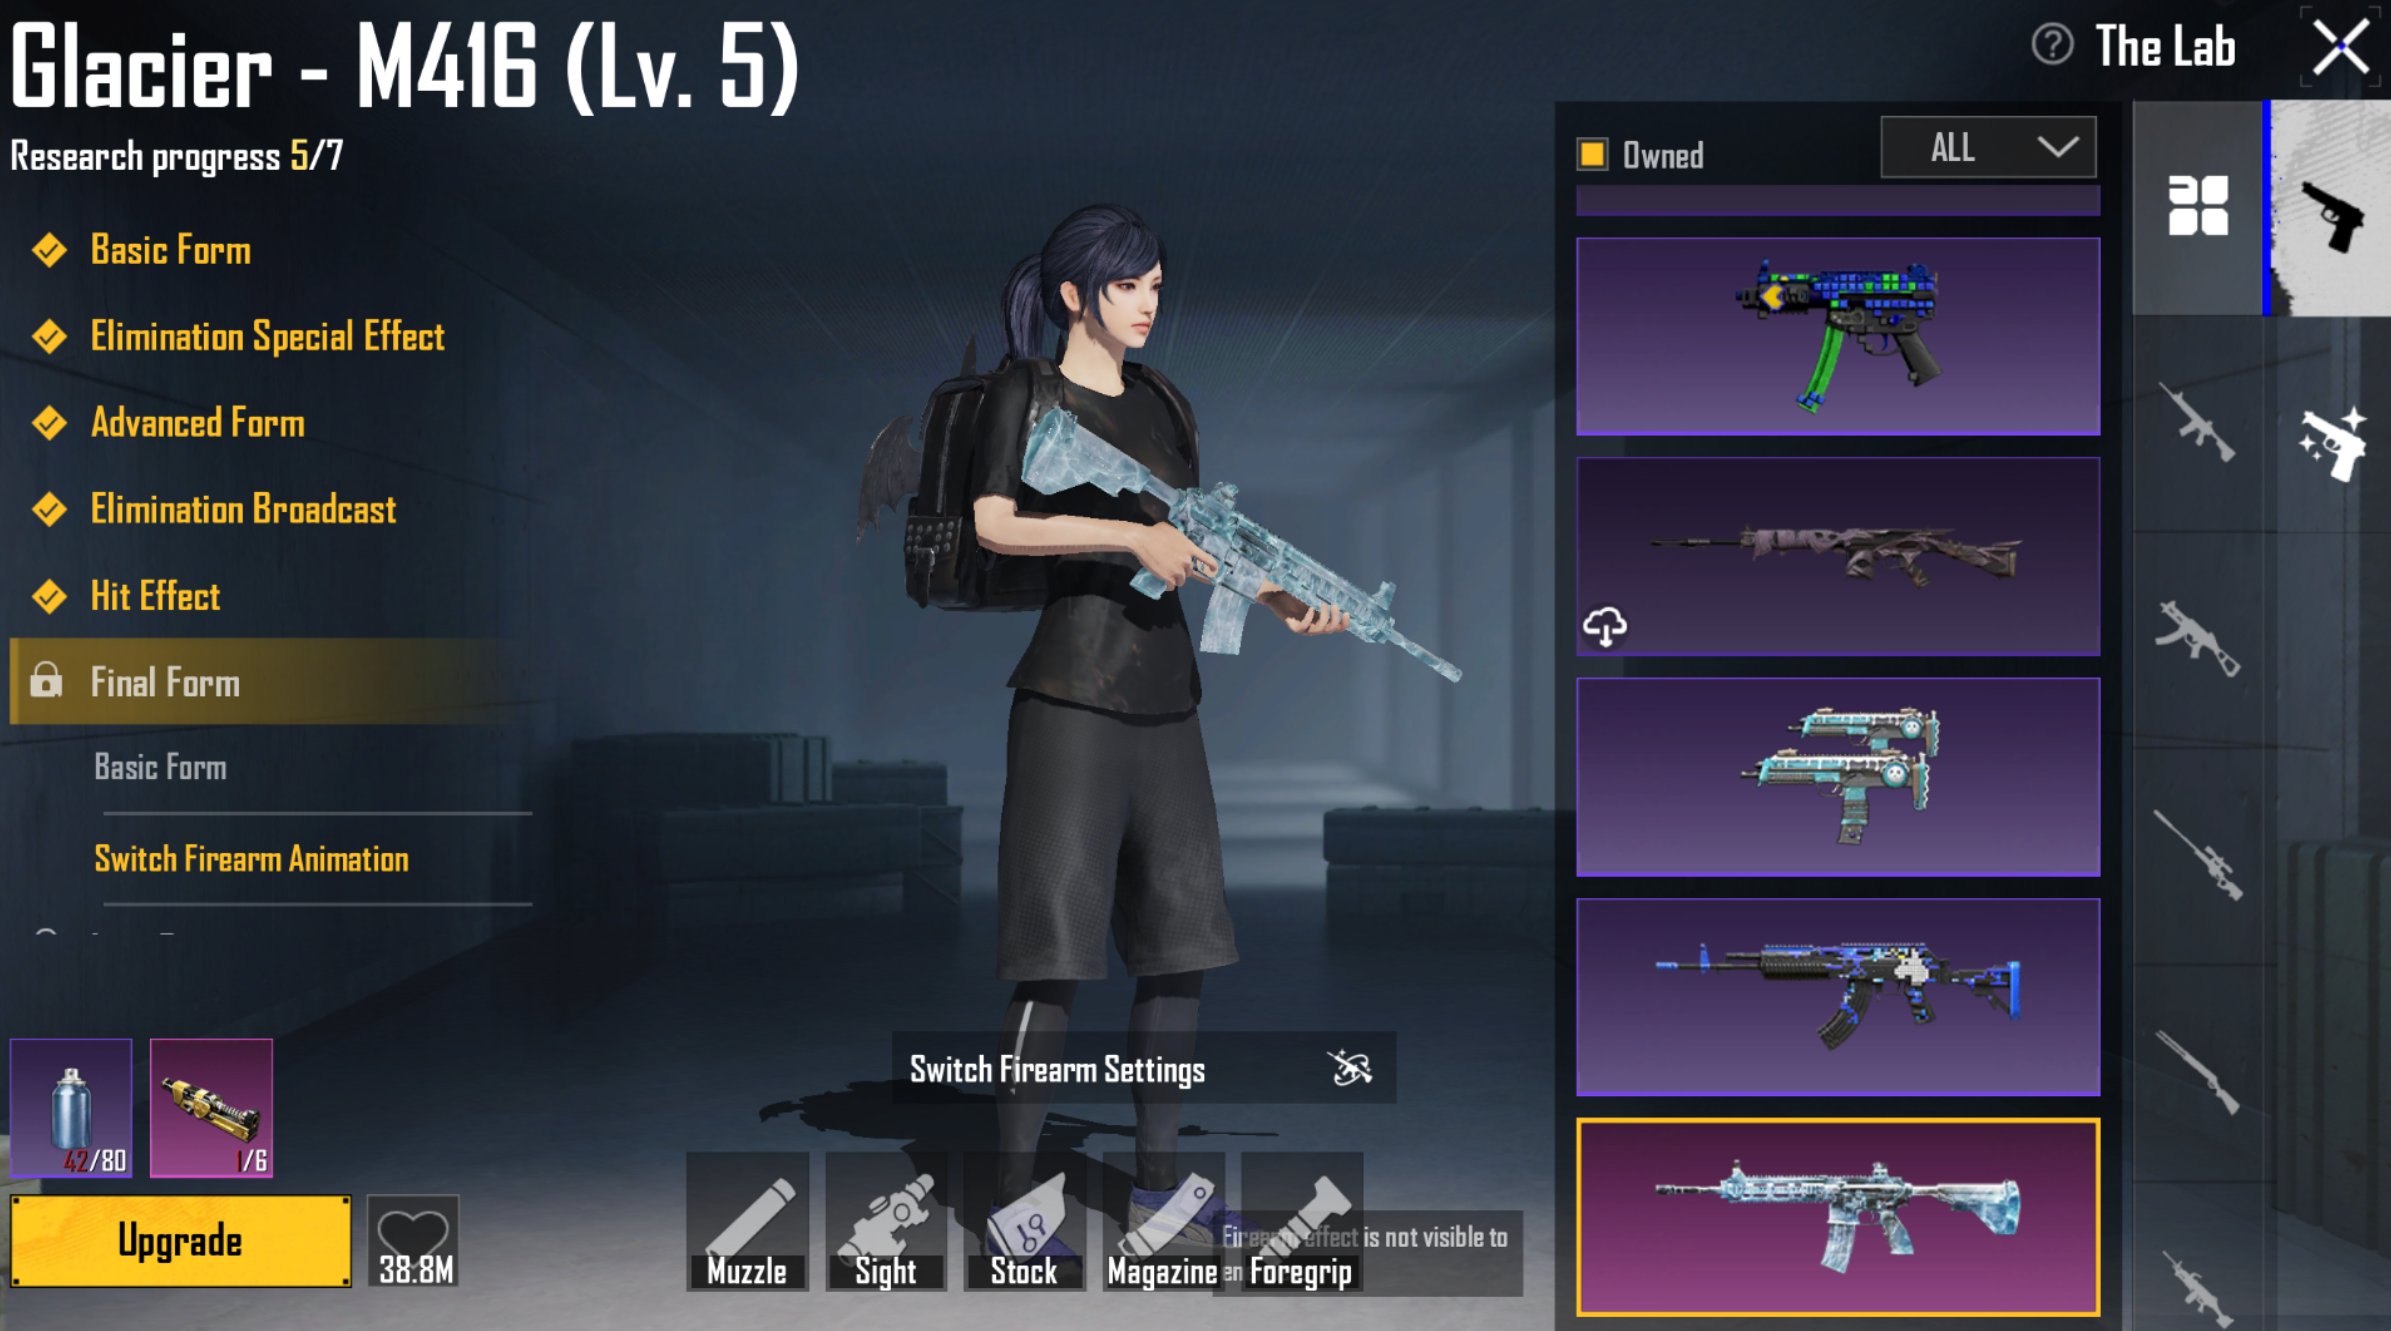 Glacier - M416 (Lv. 5)
? The Lab
Research progress 5/7
Owned
ALL
Basic Form
Elimination Special Effect
Advanced Form
Elimination Broadcast
Hit Effect
Final Form
Basic Form
Switch Firearm Animation
42/80
1/6
Upgrade
38.8M
Switch Firearm Settings
Firearm effect is not visible to
Muzzle
Sight
Stock
Magazine
Foregrip